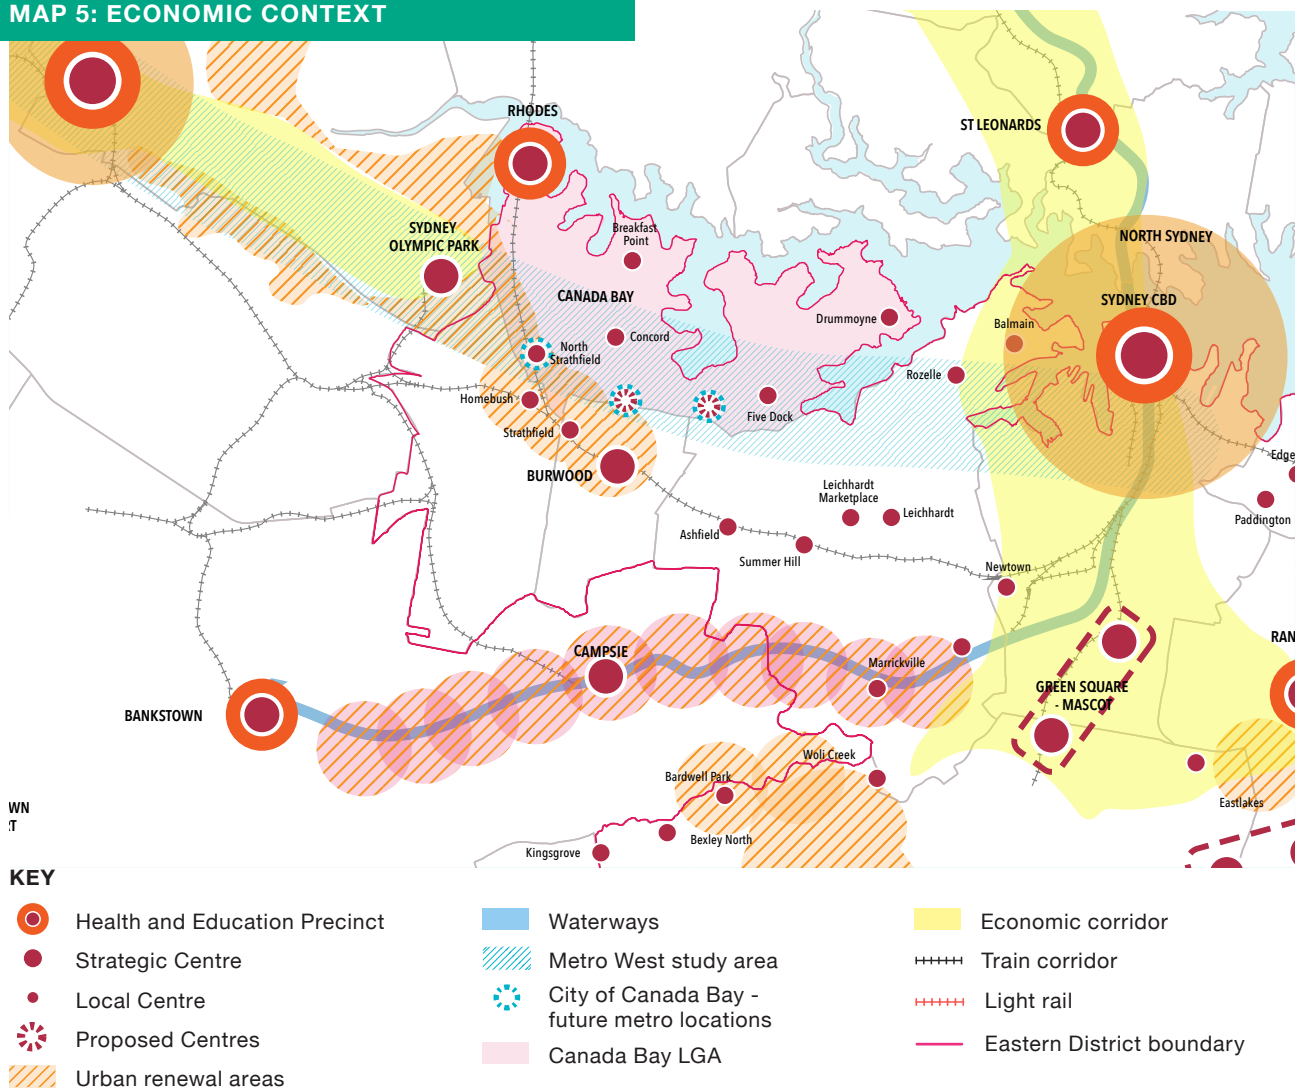 MAP 5: ECONOMIC CONTEXT
RHODES
ST LEONARDS
SYDNEY
OLYMPIC PARK
Breakfast
Point
NORTH SYDNEY
CANADA BAY
SYDNEY CBD
Drummoyne
Balmain
Concord
North
Strathfield
Rozelle
Homebush
Five Dock
Strathfield
BURWOOD
Leichhardt
Marketplace
Leichhardt
Edge
Paddington
Ashfield
Summer Hill
Newtown
CAMPSIE
Marrickville
RAN
GREEN SQUARE
- MASCOT
BANKSTOWN
Woli Creek
Bardwell Park
Eastlakes
WN
RT
Bexley North
Kingsgrove
KEY
Health and Education Precinct
Strategic Centre
Local Centre
Proposed Centres
Urban renewal areas
Waterways
Metro West study area
City of Canada Bay -
future metro locations
Canada Bay LGA
Economic corridor
Train corridor
Light rail
Eastern District boundary